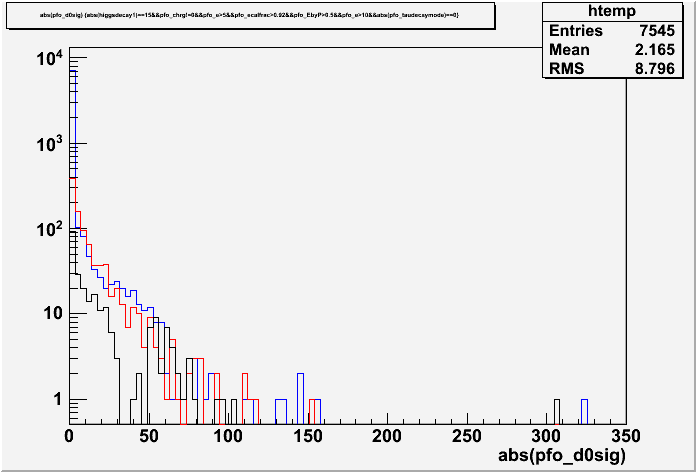 abs(pfo_d0sig) {abs(higgsdecay1)==15&&pfo_chrg!=0&&pfo_e>5&&pfo_ecalfrac>0.92&&pfo_EbyP>0.5&&pfo_e>10&&abs(pfo_taudecaymode)==0}
htemp
Entries 7545
Mean 2.165
RMS 8.796
10^4
10^3
10^2
10
1
0 50 100 150 200 250 300 350
abs(pfo_d0sig)